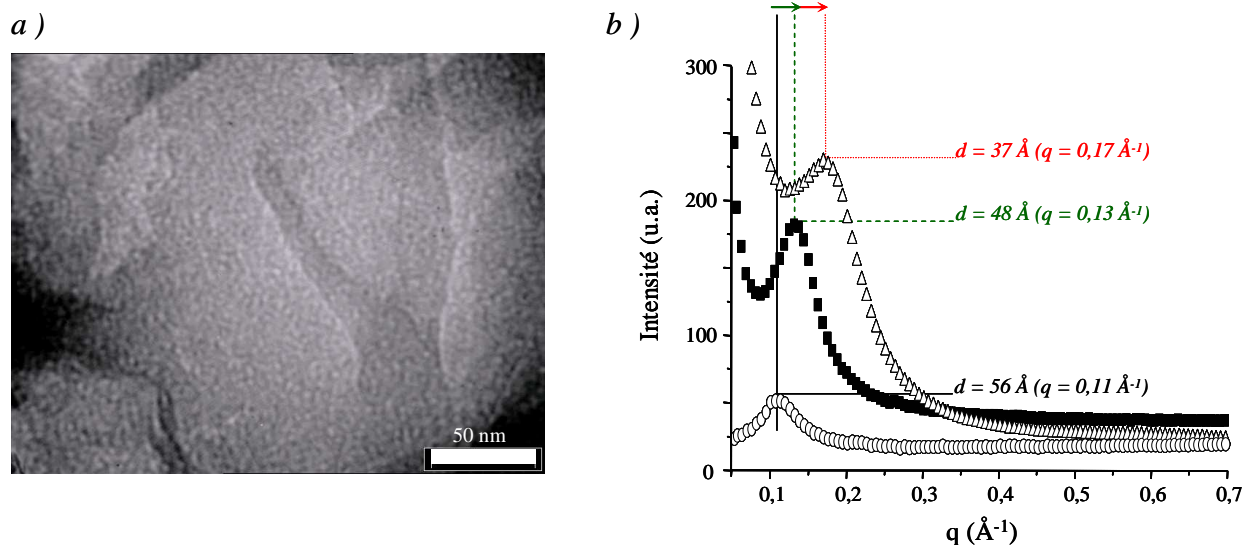 a )
50 nm
b )
Intensité (u.a.)
300
200
100
0
d = 37 Å (q = 0,17 Å-1)
d = 48 Å (q = 0,13 Å-1)
d = 56 Å (q = 0,11 Å-1)
0,1 0,2 0,3 0,4 0,5 0,6 0,7
q (Å-1)